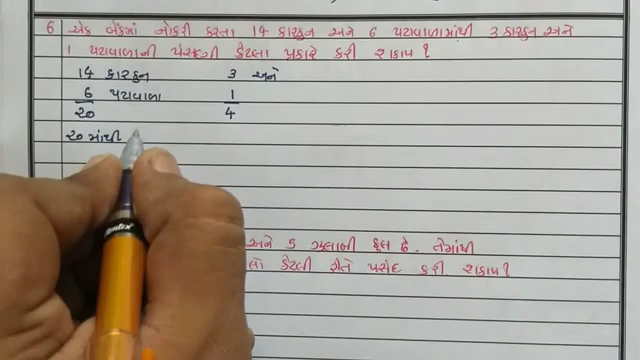 6 એક બેંકમાં નોકરી કરતા 14 કારકુન અને 6 પટાવાળામાંથી 3 કારકુન અને
1 પટાવાળાની પસંદગી કેટલા પ્રકારે કરી શકાય ?
14 કારકુન 3 અને
6 પટાવાળા 1
20 4
20 માંથી
અને 5 ગુલાબી ફૂલ છે. તેમાંથી
કેટલી રીતે પસંદ કરી શકાય ?